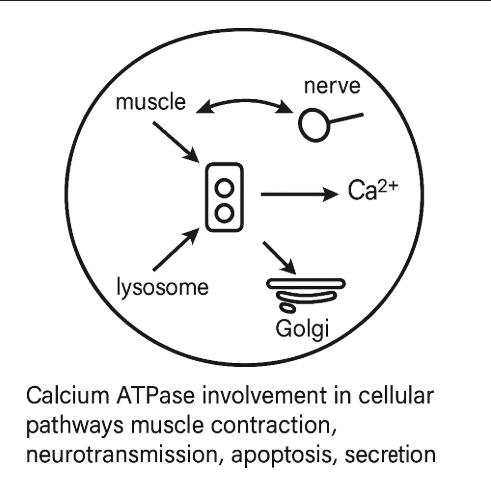 nerve
muscle
Ca²⁺
lysosome
Golgi
Calcium ATPase involvement in cellular
pathways muscle contraction,
neurotransmission, apoptosis, secretion